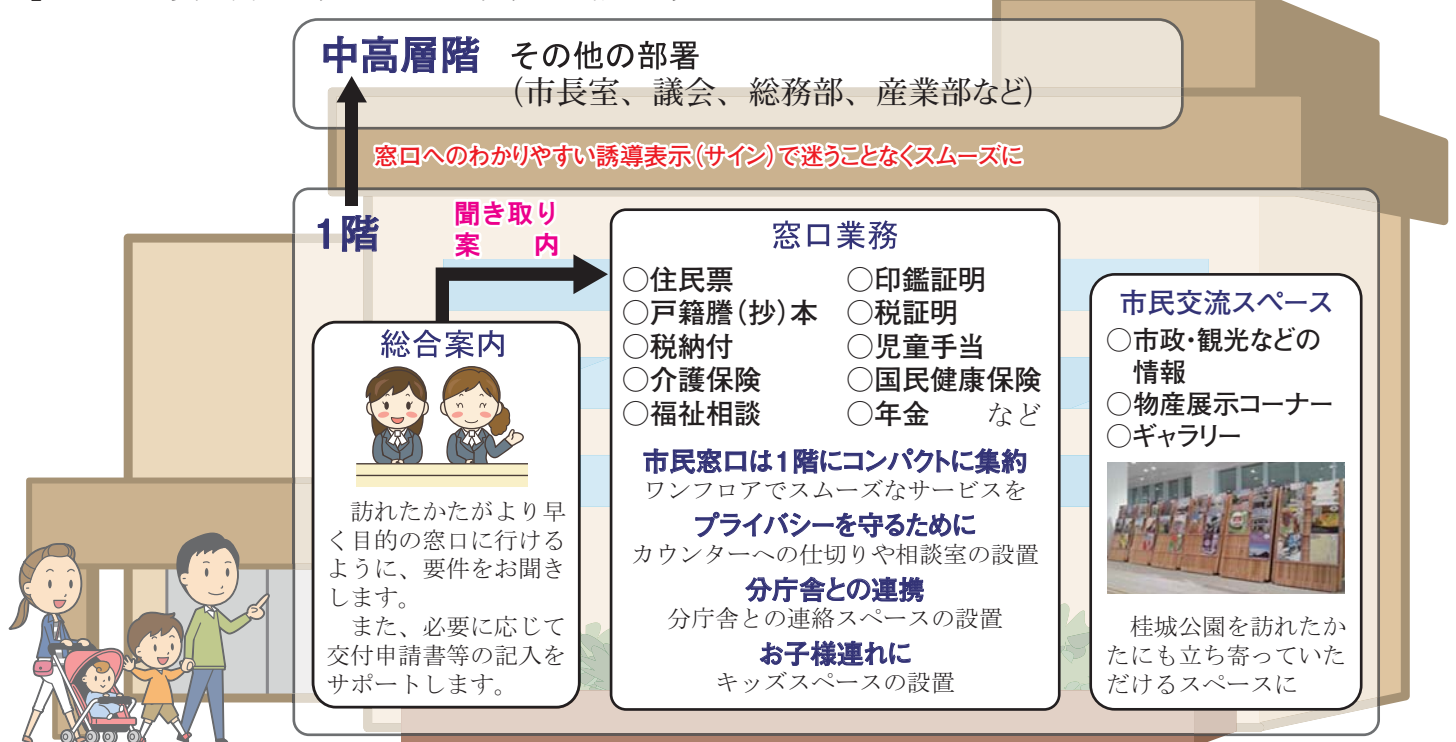 中高層階 その他の部署
(市長室、議会、総務部、産業部など)
窓口へのわかりやすい誘導表示(サイン)で迷うことなくスムーズに
1階
聞き取り
案 内
総合案内
訪れたかたがより早
く目的の窓口に行ける
ように、要件をお聞き
します。
また、必要に応じて
交付申請書等の記入を
サポートします。
窓口業務
○住民票 ○印鑑証明
○戸籍謄(抄)本 ○税証明
○税納付 ○児童手当
○介護保険 ○国民健康保険
○福祉相談 ○年金 など
市民窓口は1階にコンパクトに集約
ワンフロアでスムーズなサービスを
プライバシーを守るために
カウンターへの仕切りや相談室の設置
分庁舎との連携
分庁舎との連絡スペースの設置
お子様連れに
キッズスペースの設置
市民交流スペース
○市政・観光などの
情報
○物産展示コーナー
○ギャラリー
桂城公園を訪れたか
たにも立ち寄っていた
だけるスペースに